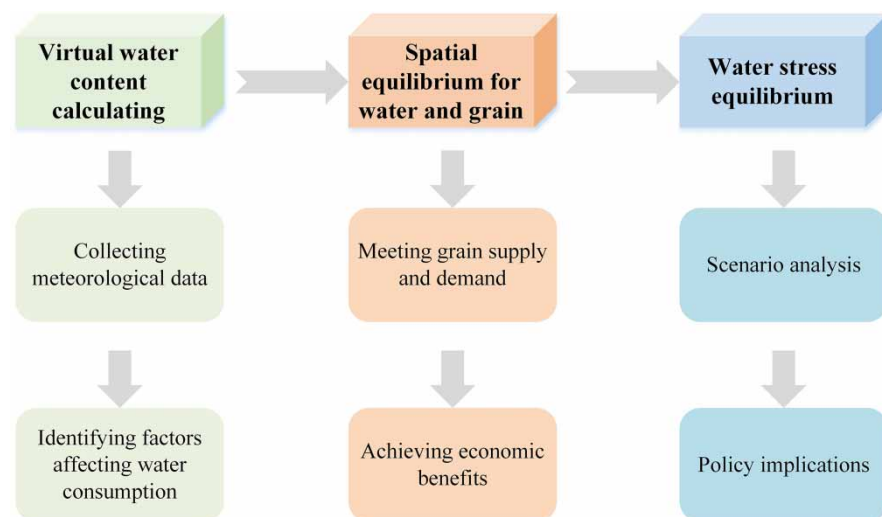 Virtual water
content
calculating
Spatial
equilibrium for
water and grain
Water stress
equilibrium
Collecting
meteorological data
Meeting grain supply
and demand
Scenario analysis
Identifying factors
affecting water
consumption
Achieving economic
benefits
Policy implications